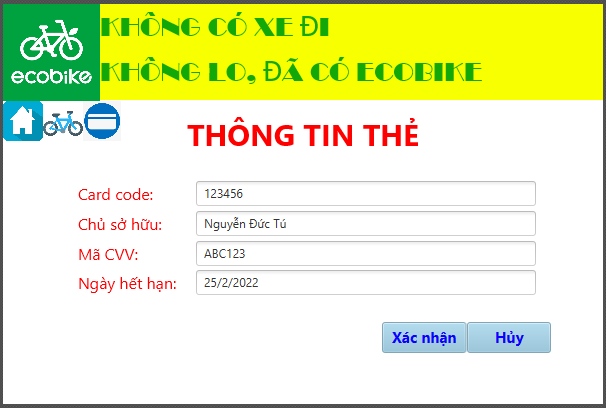 KHÔNG CÓ XE ĐI
KHÔNG LO, ĐÃ CÓ ECOBIKE
ecobike
THÔNG TIN THẺ
Card code: 123456
Chủ sở hữu: Nguyễn Đức Tú
Mã CVV: ABC123
Ngày hết hạn: 25/2/2022
Xác nhận Hủy